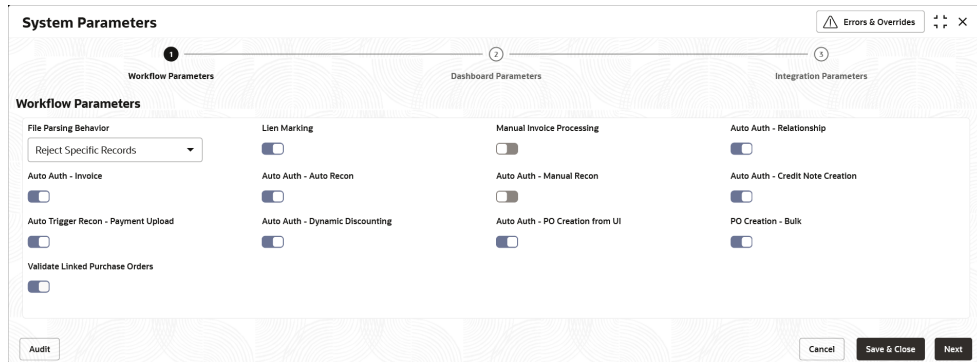 System Parameters
Errors & Overrides
1
2
3
Workflow Parameters
Dashboard Parameters
Integration Parameters
Workflow Parameters
File Parsing Behavior
Lien Marking
Manual Invoice Processing
Auto Auth - Relationship
Reject Specific Records
Auto Auth - Invoice
Auto Auth - Auto Recon
Auto Auth - Manual Recon
Auto Auth - Credit Note Creation
Auto Trigger Recon - Payment Upload
Auto Auth - Dynamic Discounting
Auto Auth - PO Creation from UI
PO Creation - Bulk
Validate Linked Purchase Orders
Audit
Cancel
Save & Close
Next